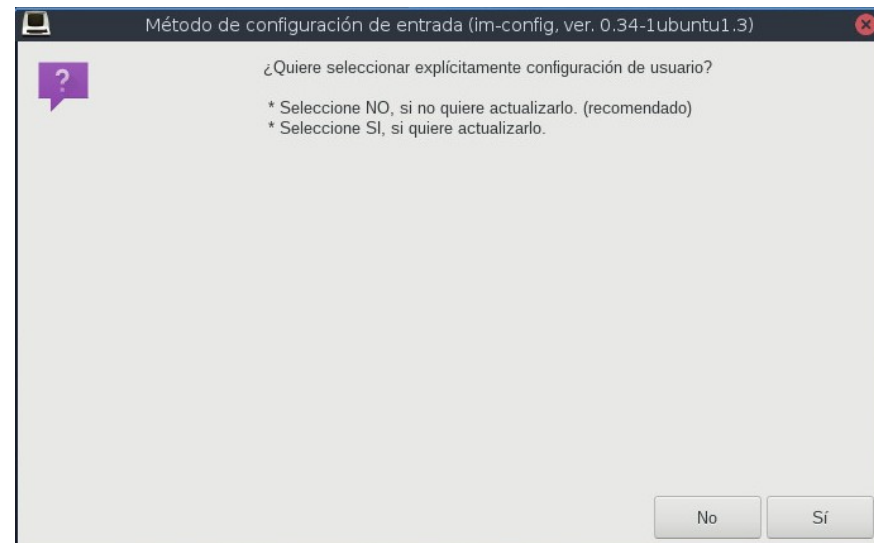 Método de configuración de entrada (im-config, ver. 0.34-1ubuntu1.3)
?
¿Quiere seleccionar explícitamente configuración de usuario?
* Seleccione NO, si no quiere actualizarlo. (recomendado)
* Seleccione SI, si quiere actualizarlo.
No Sí